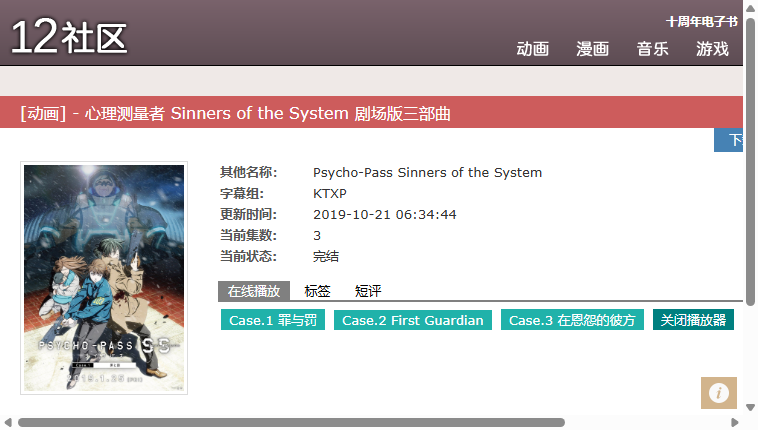 十周年电子书
12社区
动画 漫画 音乐 游戏
[动画] - 心理测量者 Sinners of the System 剧场版三部曲
下
其他名称: Psycho-Pass Sinners of the System
字幕组: KTXP
更新时间: 2019-10-21 06:34:44
当前集数: 3
当前状态: 完结
在线播放 标签 短评
Case.1 罪与罚 Case.2 First Guardian Case.3 在恩怨的彼方 关闭播放器
PSYCHO-PASS SS
2019.1.25